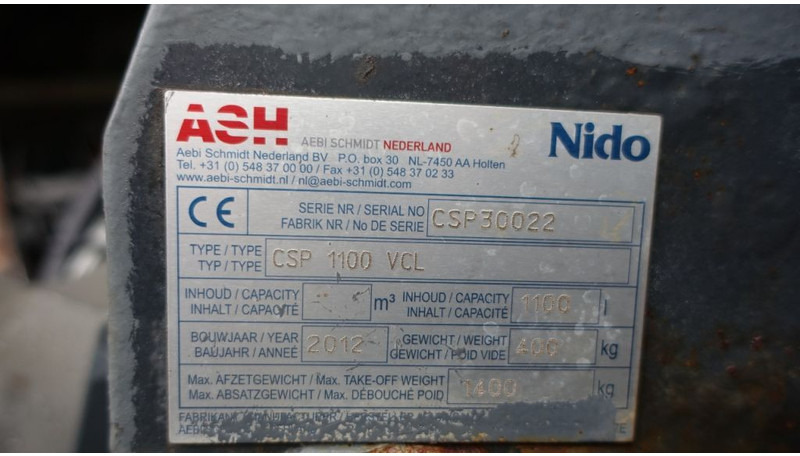 ASH AEBI SCHMIDT NEDERLAND Nido
Aebi Schmidt Nederland BV P.O. box 30 NL-7450 AA Holten
Tel. +31 (0) 548 37 00 00 / Fax +31 (0) 548 37 02 33
www.aebi-schmidt.nl / nl@aebi-schmidt.com
CE SERIE NR / SERIAL NO CSP30022
FABRIK NR / No DE SERIE
TYPE / TYPE CSP 1100 VCL
TYP / TYPE
INHOUD / CAPACITY m³ INHOUD / CAPACITY 1100 l
INHALT / CAPACITÉ INHALT / CAPACITÉ
BOUWJAAR / YEAR 2012 GEWICHT / WEIGHT 400 kg
BAUJAHR / ANNEÉ GEWICHT / POID VIDE
Max. AFZETGEWICHT / Max. TAKE-OFF WEIGHT 1400 kg
Max. ABSATZGEWICHT / Max. DÉBOUCHÉ POID